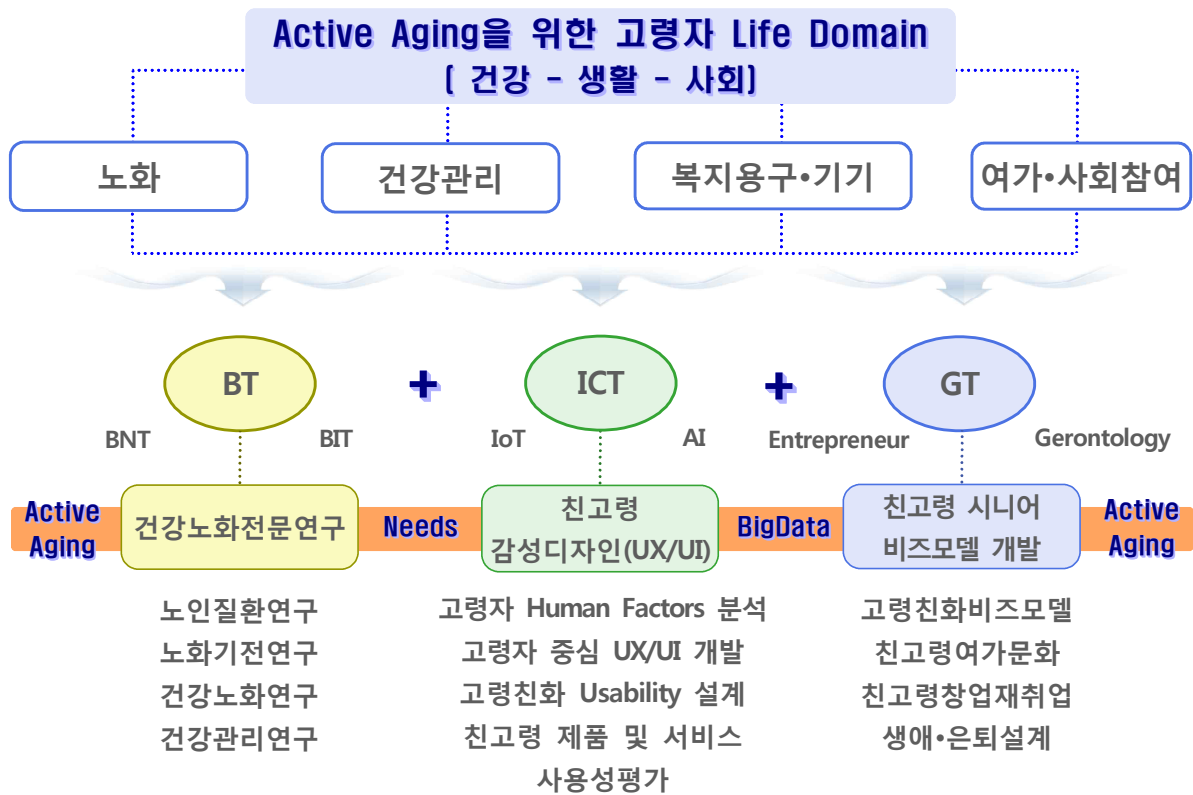 Active Aging을 위한 고령자 Life Domain
[ 건강 - 생활 - 사회]
노화
건강관리
복지용구•기기
여가•사회참여
BT
+
ICT
+
GT
BNT
BIT
IoT
AI
Entrepreneur
Gerontology
Active
Aging
건강노화전문연구
Needs
친고령
감성디자인(UX/UI)
BigData
친고령 시니어
비즈모델 개발
Active
Aging
노인질환연구
노화기전연구
건강노화연구
건강관리연구
고령자 Human Factors 분석
고령자 중심 UX/UI 개발
고령친화 Usability 설계
친고령 제품 및 서비스
사용성평가
고령친화비즈모델
친고령여가문화
친고령창업재취업
생애•은퇴설계